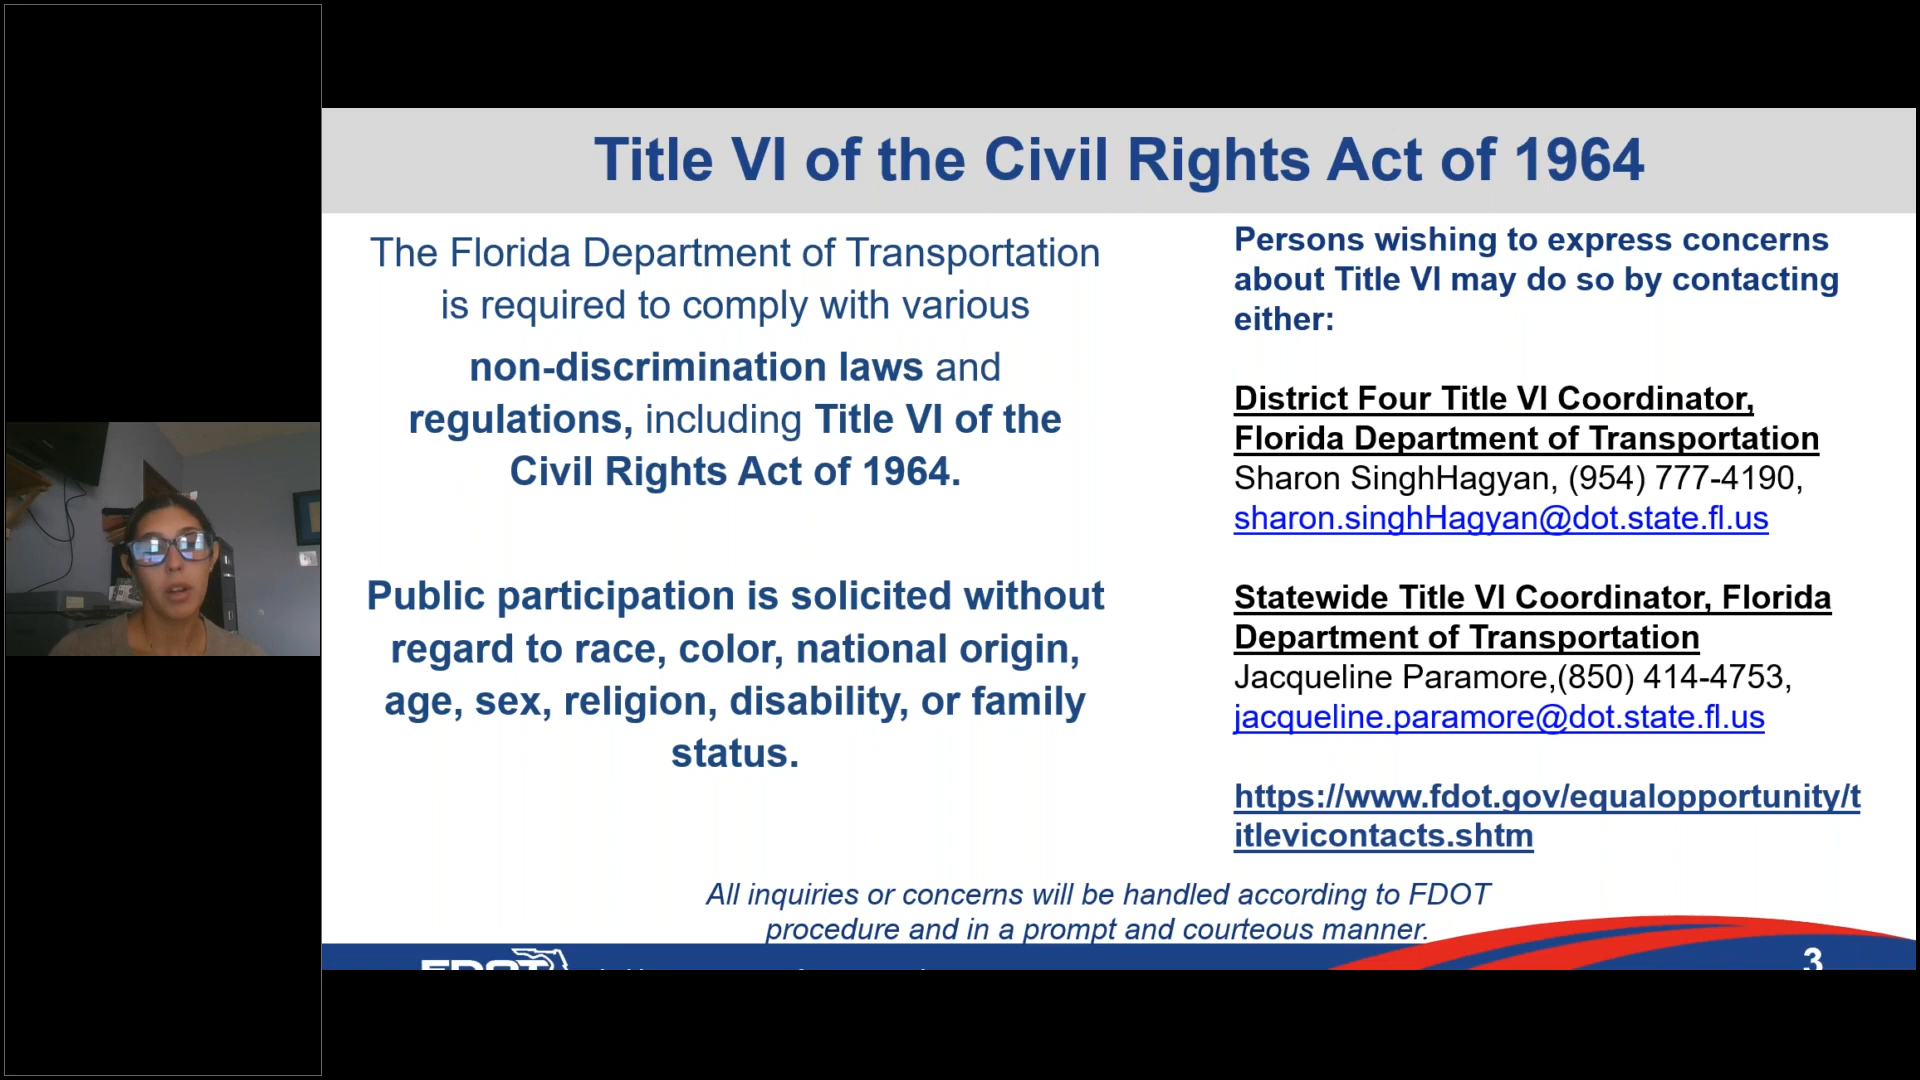 Title VI of the Civil Rights Act of 1964
The Florida Department of Transportation
is required to comply with various
non-discrimination laws and
regulations, including Title VI of the
Civil Rights Act of 1964.
Public participation is solicited without
regard to race, color, national origin,
age, sex, religion, disability, or family
status.
Persons wishing to express concerns
about Title VI may do so by contacting
either:
District Four Title VI Coordinator,
Florida Department of Transportation
Sharon SinghHagyan, (954) 777-4190,
sharon.singhHagyan@dot.state.fl.us
Statewide Title VI Coordinator, Florida
Department of Transportation
Jacqueline Paramore,(850) 414-4753,
jacqueline.paramore@dot.state.fl.us
https://www.fdot.gov/equalopportunity/t
itlevicontacts.shtm
All inquiries or concerns will be handled according to FDOT
procedure and in a prompt and courteous manner.
FDOT
3